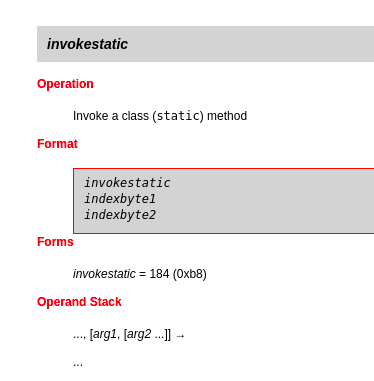 invokestatic
Operation
Invoke a class (static) method
Format
invokestatic
indexbyte1
indexbyte2
Forms
invokestatic = 184 (0xb8)
Operand Stack
..., [arg1, [arg2 ...]] →
...